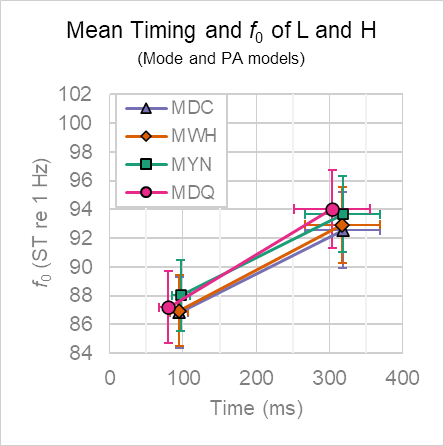 Mean Timing and f0 of L and H
(Mode and PA models)
102
100
98
96
94
92
90
88
86
84
MDC
MWH
MYN
MDQ
f0 (ST re 1 Hz)
0 100 200 300 400
Time (ms)